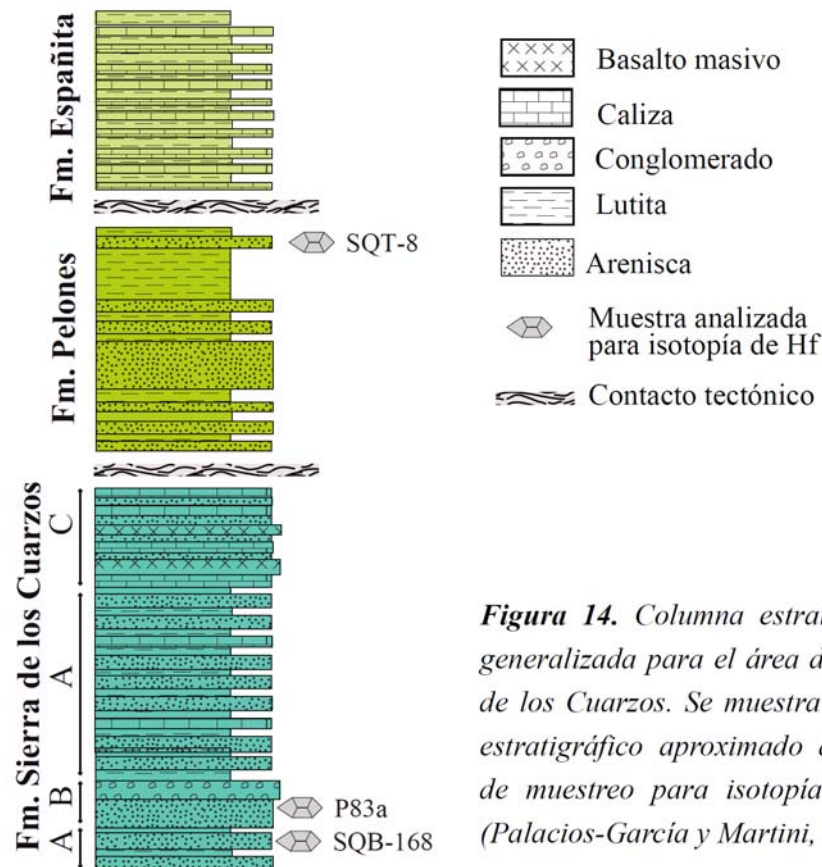 Fm. Españita
Fm. Pelones
SQT-8
Fm. Sierra de los Cuarzos
C
A
B
A
P83a
SQB-168
Basalto masivo
Caliza
Conglomerado
Lutita
Arenisca
Muestra analizada
para isotopía de Hf
Contacto tectónico
Figura 14. Columna
generalizada para el área
de los Cuarzos. Se muestra
estratigráfico aproximado
de muestreo para isotopía
(Palacios-García y Martini,